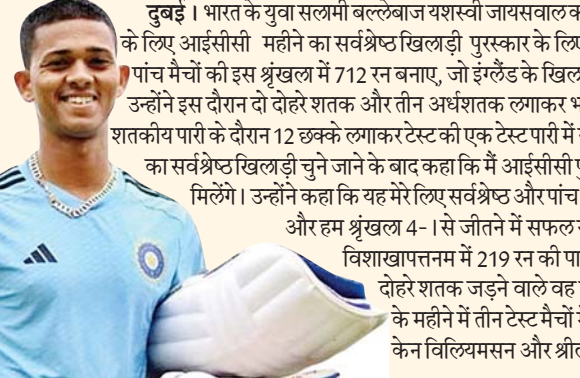 दुबई । भारत के युवा सलामी बल्लेबाज यशस्वी जायसवाल क
के लिए आईसीसी महीने का सर्वश्रेष्ठ खिलाड़ी पुरस्कार के लि
पांच मैचों की इस श्रृंखला में 712 रन बनाए, जो इंग्लैंड के खिल
उन्होंने इस दौरान दो दोहरे शतक और तीन अर्धशतक लगाकर भ
शतकीय पारी के दौरान 12 छक्के लगाकर टेस्ट की एक टेस्ट पारी में
का सर्वश्रेष्ठ खिलाड़ी चुने जाने के बाद कहा कि मैं आईसीसी पु
मिलेंगे । उन्होंने कहा कि यह मेरे लिए सर्वश्रेष्ठ और पांच
और हम श्रृंखला 4-। से जीतने में सफल
विशाखापत्तनम में 219 रन की पा
दोहरे शतक जड़ने वाले वह
के महीने में तीन टेस्ट मैचों
केन विलियमसन और श्री